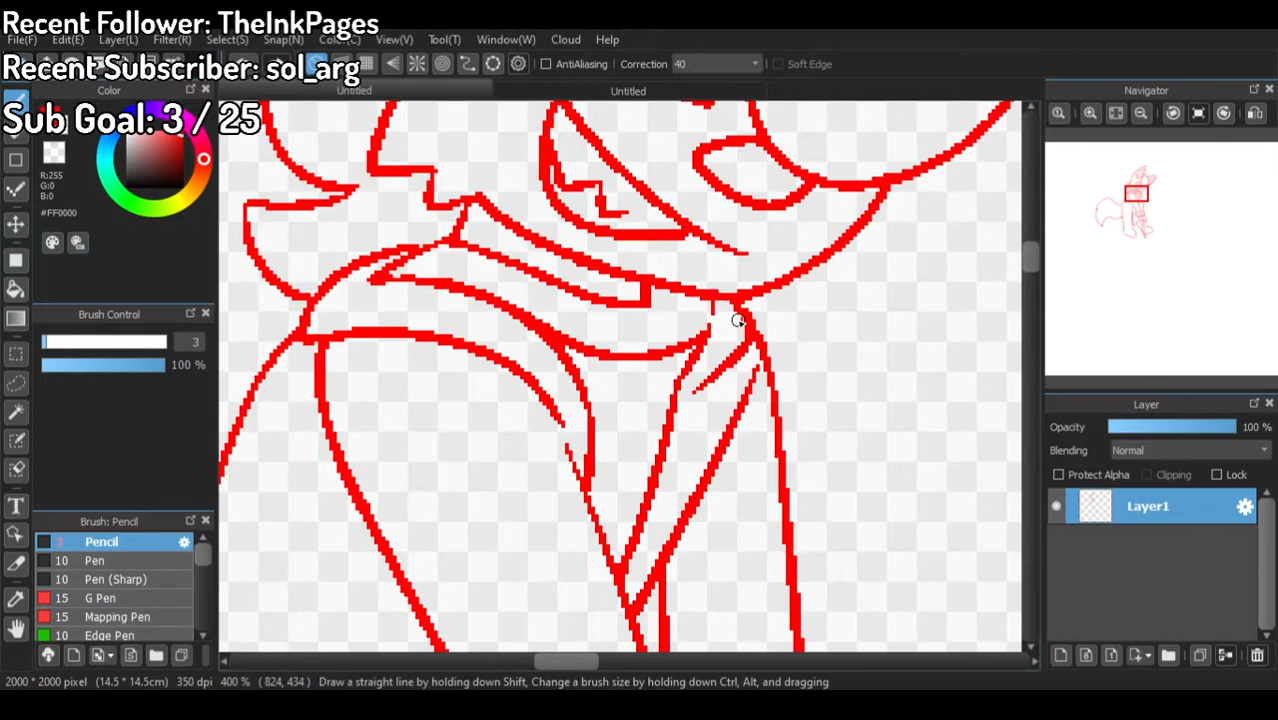 Recent Follower: TheInkPages
File(F) Edit(E) Layer(L) Filter(R) Select(S) Snap(N) Color(C) View(V) Tool(T) Window(W) Cloud Help
Recent Subscriber: sol_arg
AntiAliasing Correction 40 Soft Edge
Color Untitled Untitled Navigator
Sub Goal: 3 / 25
R:255
G:0
B:0
#FF0000
Brush Control
3
100 %
Layer
Opacity 100 %
Blending Normal
Protect Alpha Clipping Lock
Layer1
Brush: Pencil
3 Pencil
10 Pen
10 Pen (Sharp)
15 G Pen
15 Mapping Pen
10 Edge Pen
2000 * 2000 pixel (14.5 * 14.5cm) 350 dpi 400 % ( 824, 434 ) Draw a straight line by holding down Shift, Change a brush size by holding down Ctrl, Alt, and dragging